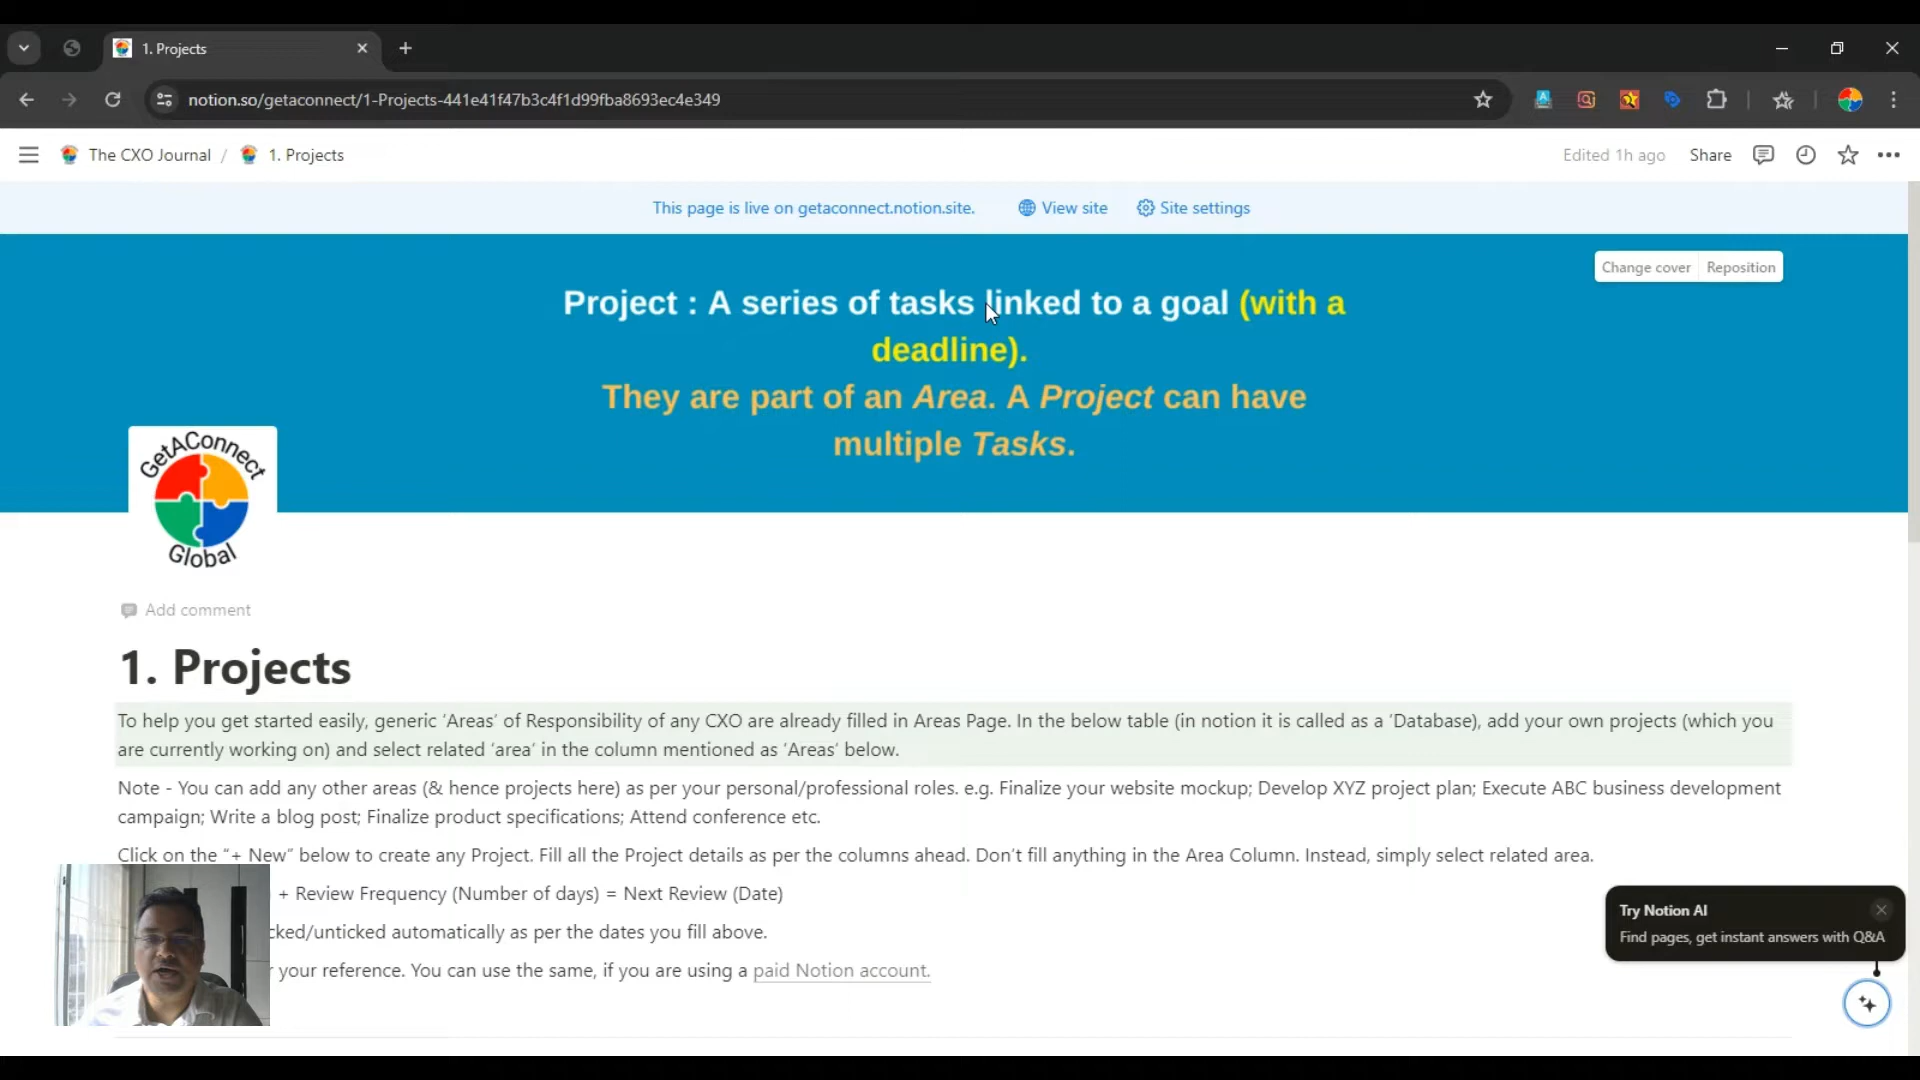 1. Projects
notion.so/getaconnect/1-Projects-441e41f47b3c4f1d99fba8693ec4e349
The CXO Journal / 1. Projects
Edited 1h ago Share
This page is live on getaconnect.notion.site. View site Site settings
Change cover Reposition
Project : A series of tasks linked to a goal (with a
deadline).
They are part of an Area. A Project can have
multiple Tasks.
GetAConnect
Global
Add comment
1. Projects
To help you get started easily, generic ‘Areas’ of Responsibility of any CXO are already filled in Areas Page. In the below table (in notion it is called as a ‘Database), add your own projects (which you
are currently working on) and select related ‘area’ in the column mentioned as ‘Areas’ below.
Note - You can add any other areas (& hence projects here) as per your personal/professional roles. e.g. Finalize your website mockup; Develop XYZ project plan; Execute ABC business development
campaign; Write a blog post; Finalize product specifications; Attend conference etc.
Click on the “+ New” below to create any Project. Fill all the Project details as per the columns ahead. Don’t fill anything in the Area Column. Instead, simply select related area.
+ Review Frequency (Number of days) = Next Review (Date)
cked/unticked automatically as per the dates you fill above.
your reference. You can use the same, if you are using a paid Notion account.
Try Notion AI
Find pages, get instant answers with Q&A